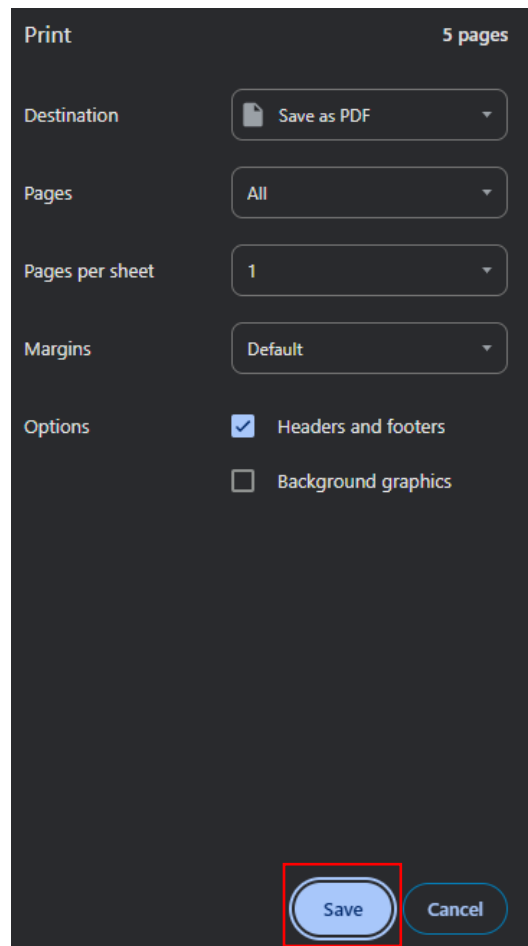 Print 5 pages
Destination Save as PDF
Pages All
Pages per sheet 1
Margins Default
Options Headers and footers
Background graphics
Save Cancel